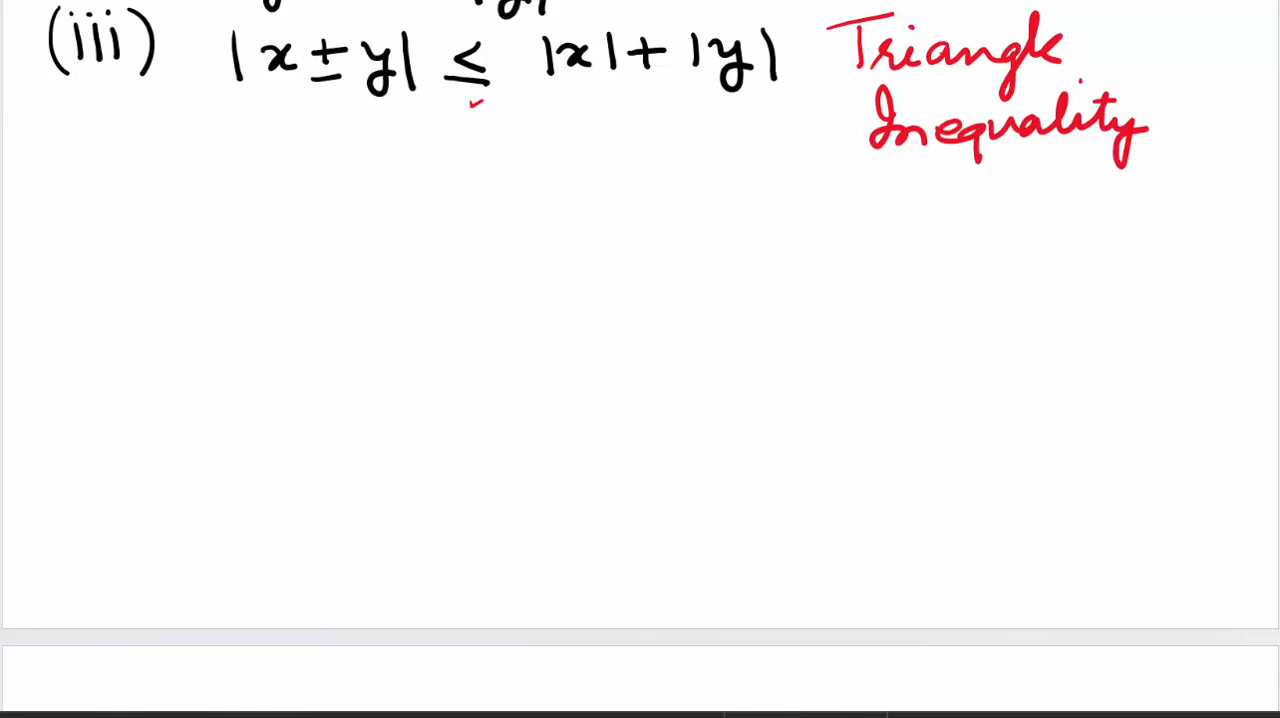 (iii) |x ± y| ≤ |x| + |y| Triangle
Inequality